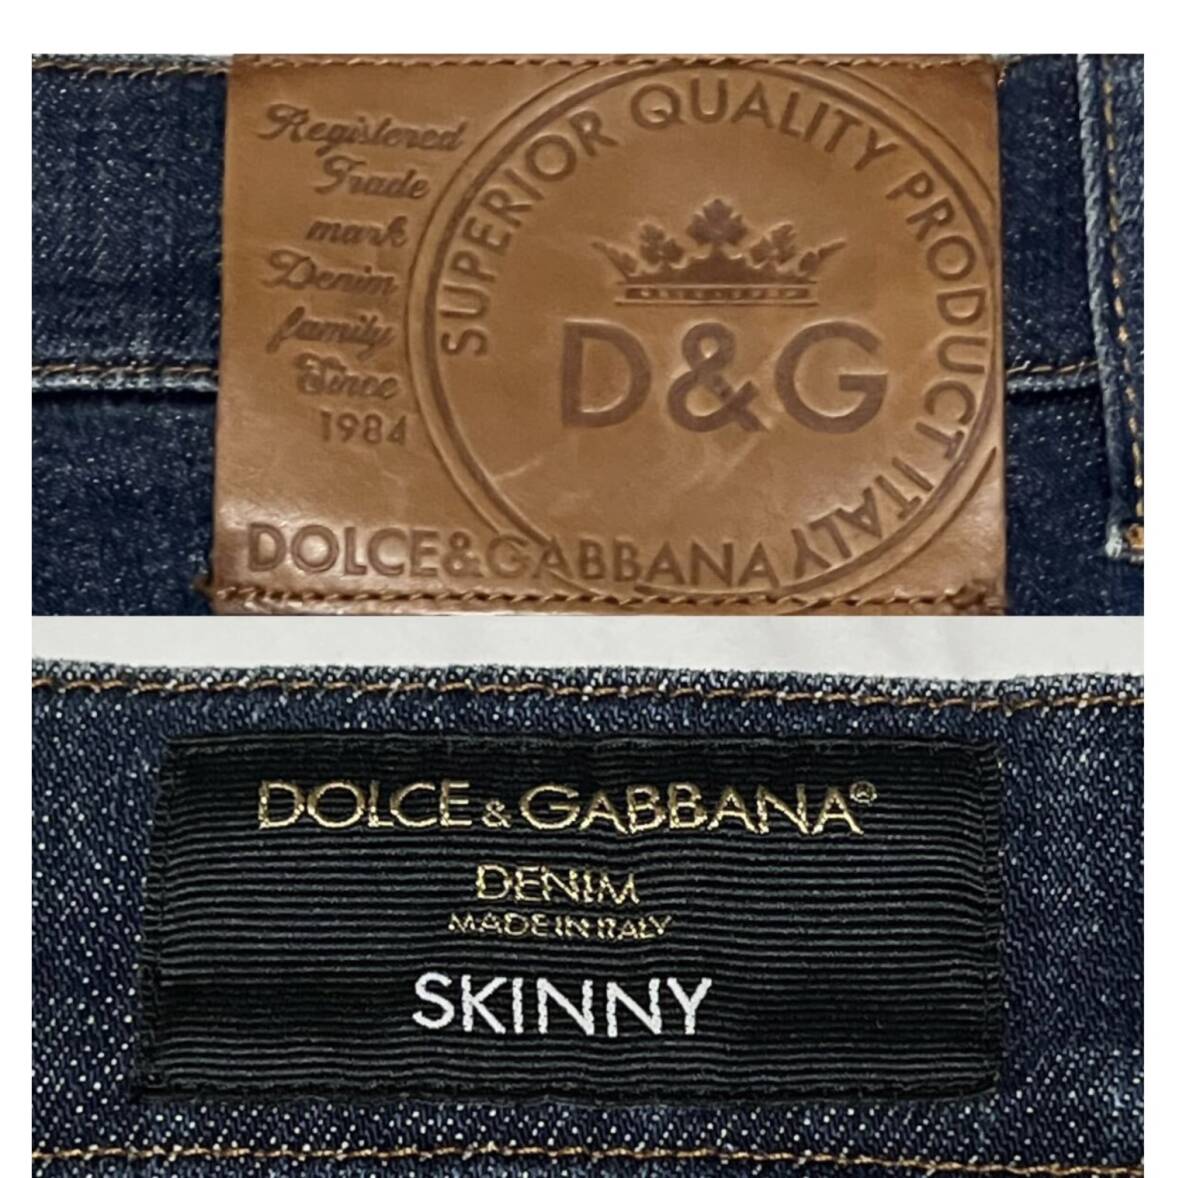 Registered
Trade
mark
Denim
family
Since
1984
SUPERIOR QUALITY PRODUCT ITALY
D&G
DOLCE&GABBANA
DOLCE & GABBANA®
DENIM
MADE IN ITALY
SKINNY